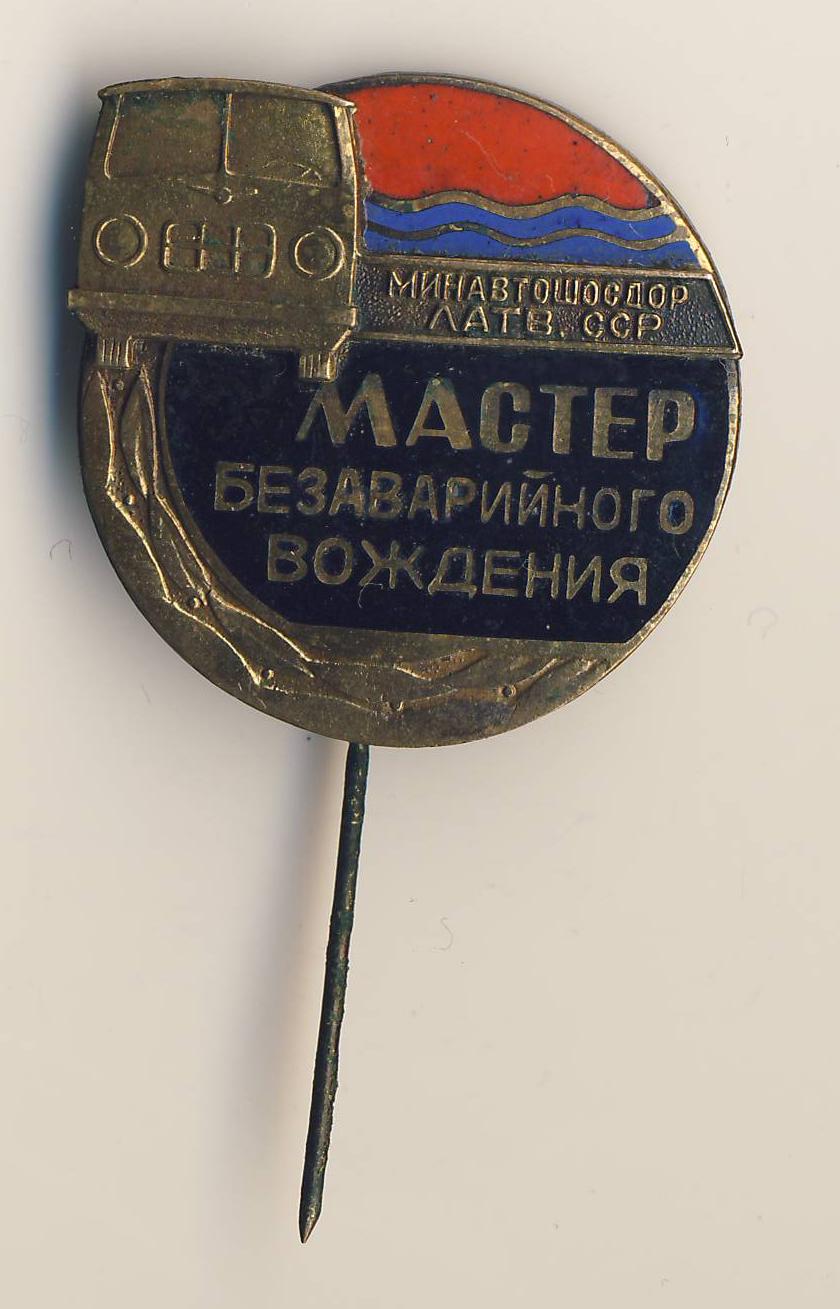 МИНАВТОШОСДОР
ЛАТВ. ССР
МАСТЕР
БЕЗАВАРИЙНОГО
ВОЖДЕНИЯ